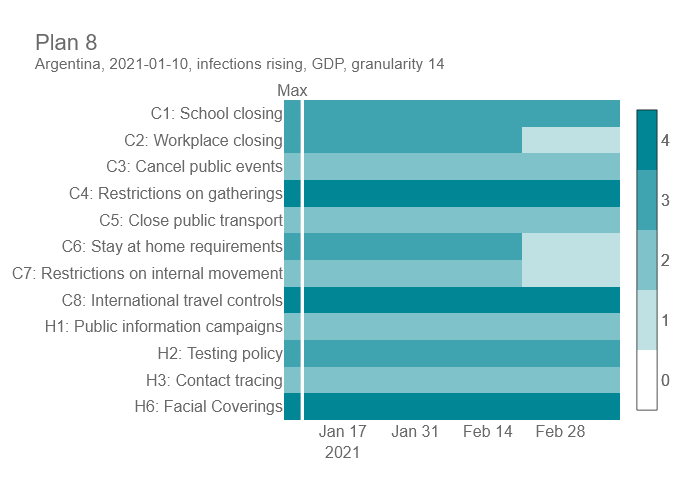 Plan 8
Argentina, 2021-01-10, infections rising, GDP, granularity 14
Max
C1: School closing
C2: Workplace closing
C3: Cancel public events
C4: Restrictions on gatherings
C5: Close public transport
C6: Stay at home requirements
C7: Restrictions on internal movement
C8: International travel controls
H1: Public information campaigns
H2: Testing policy
H3: Contact tracing
H6: Facial Coverings
Jan 17 Jan 31 Feb 14 Feb 28
2021
4
3
2
1
0